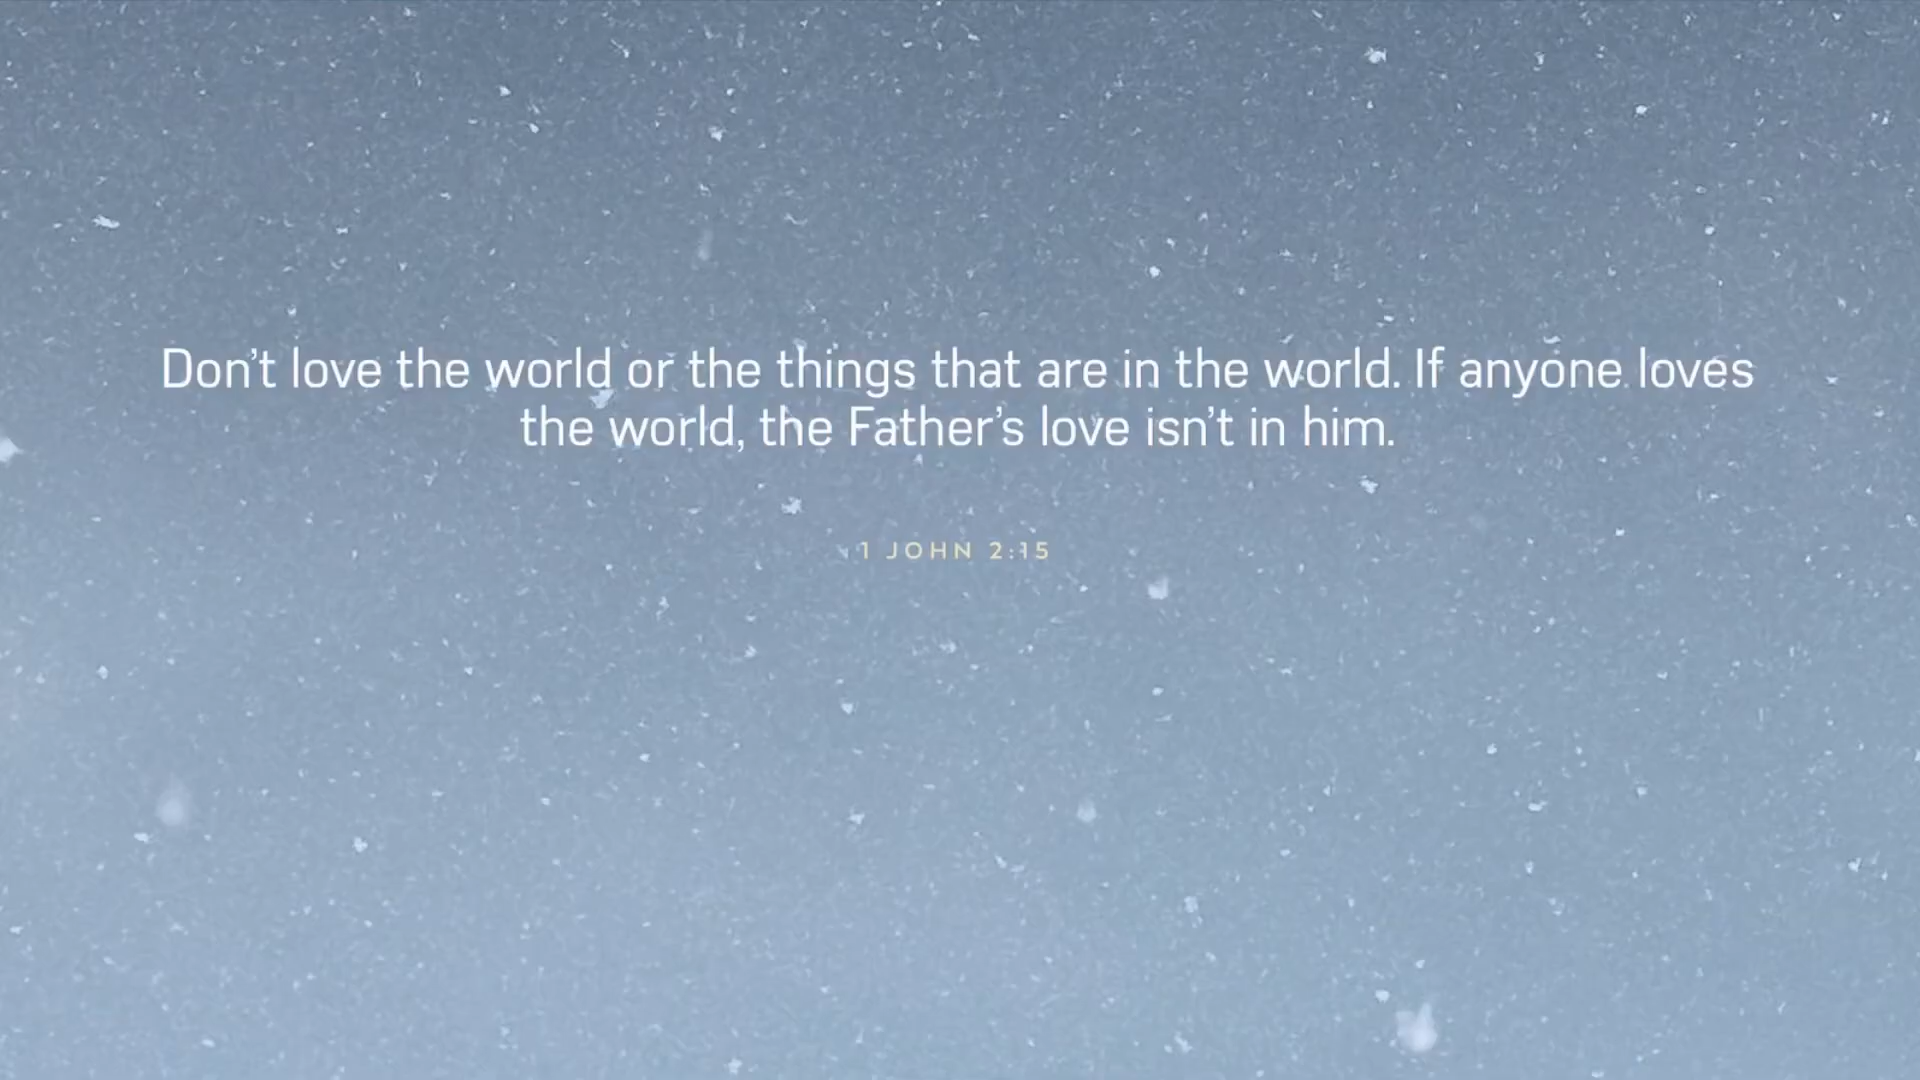 Don’t love the world or the things that are in the world. If anyone loves
the world, the Father’s love isn’t in him.
1 JOHN 2:15